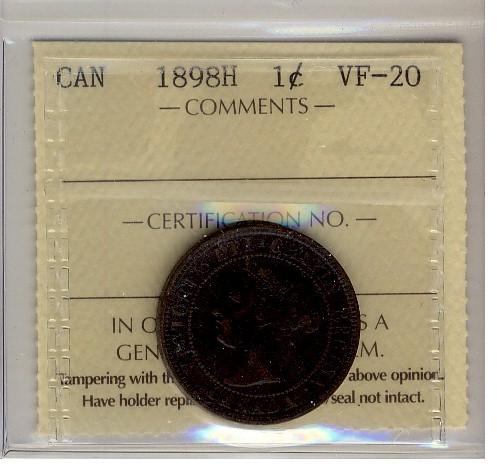 CAN 1898H 1¢ VF-20
— COMMENTS —
— CERTIFICATION NO. —
IN O S A
GEN M.
Tampering with th above opinion.
Have holder repl /seal not intact.